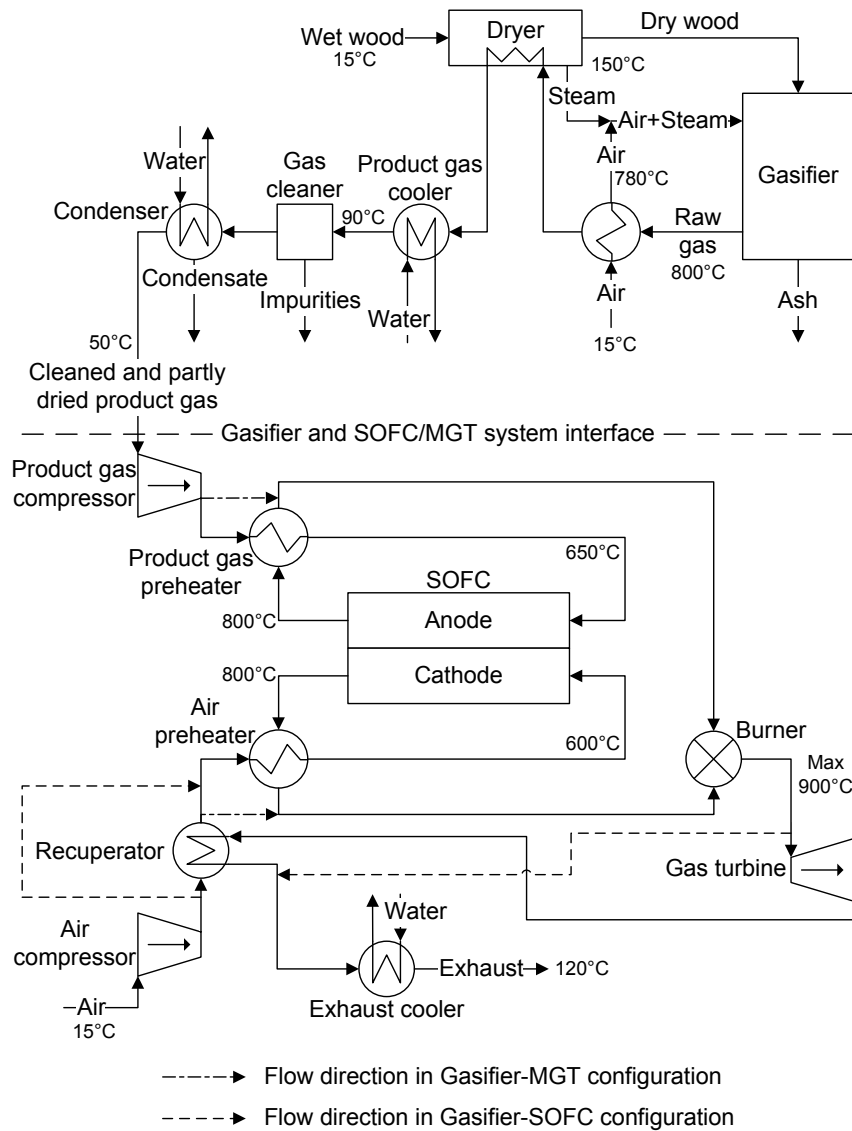 Dryer
Dry wood
Wet wood
15°C
150°C
Steam
Air+Steam
Water
Gas
cleaner
Product gas
cooler
Air
780°C
Gasifier
Condenser
90°C
Raw
gas
800°C
Condensate
Impurities
Water
Air
15°C
Ash
50°C
Cleaned and partly
dried product gas
Gasifier and SOFC/MGT system interface
Product gas
compressor
Product gas
preheater
650°C
SOFC
800°C
Anode
800°C
Cathode
Air
preheater
600°C
Burner
Max
900°C
Recuperator
Gas turbine
Air
compressor
Water
Exhaust
120°C
Air
15°C
Exhaust cooler
Flow direction in Gasifier-MGT configuration
Flow direction in Gasifier-SOFC configuration